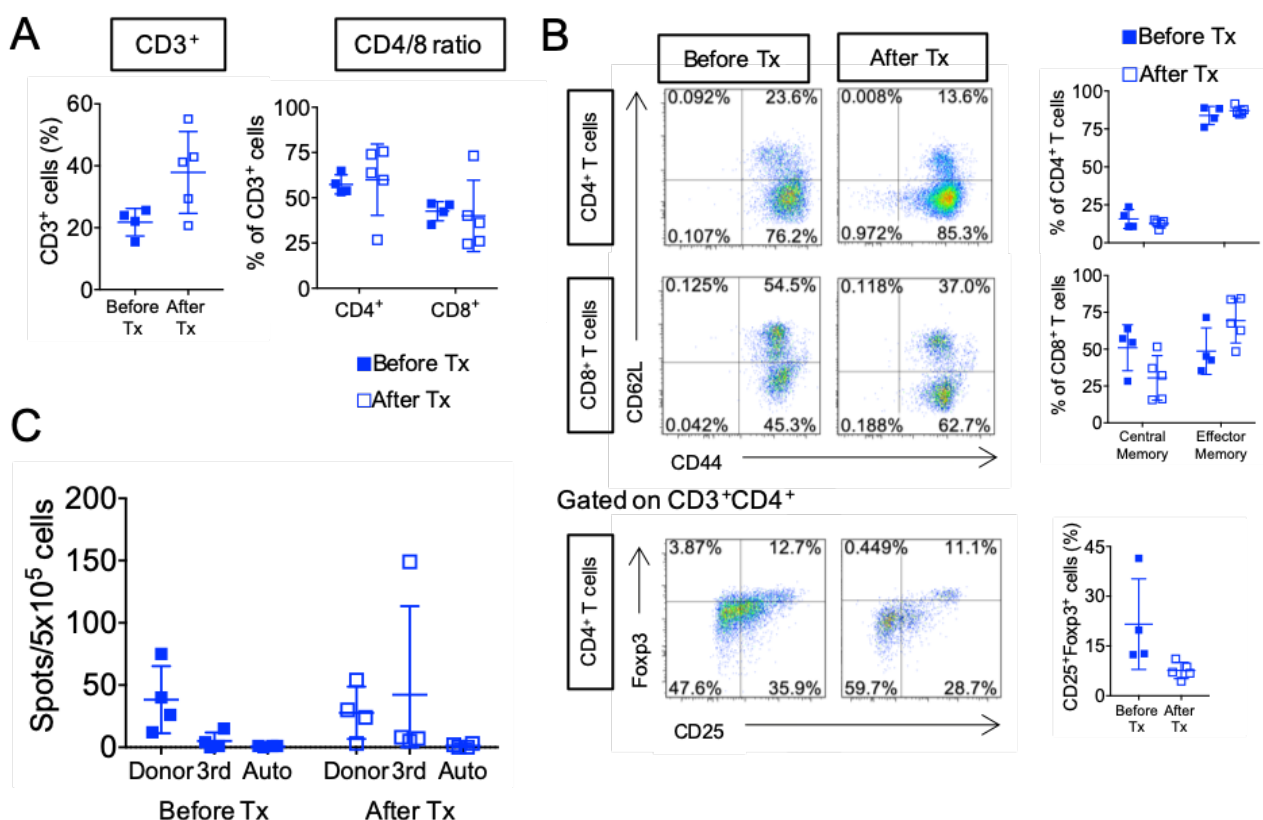 A
CD3⁺
CD4/8 ratio
CD3⁺ cells (%)
60
40
20
0
Before Tx
After Tx
% of CD3⁺ cells
100
75
50
25
0
CD4⁺
CD8⁺
Before Tx
After Tx
B
Before Tx
After Tx
Before Tx
After Tx
CD4⁺ T cells
0.092%
23.6%
0.107%
76.2%
0.008%
13.6%
0.972%
85.3%
% of CD4⁺ T cells
100
75
50
25
0
CD8⁺ T cells
CD62L
0.125%
54.5%
0.042%
45.3%
0.118%
37.0%
0.188%
62.7%
CD44
% of CD8⁺ T cells
100
75
50
25
0
Central
Memory
Effector
Memory
Gated on CD3⁺CD4⁺
CD4⁺ T cells
Foxp3
3.87%
12.7%
47.6%
35.9%
0.449%
11.1%
59.7%
28.7%
CD25
CD25⁺Foxp3⁺ cells (%)
45
30
15
0
Before
Tx
After
Tx
C
Spots/5x10⁵ cells
200
150
100
50
0
Donor 3rd Auto
Donor 3rd Auto
Before Tx
After Tx